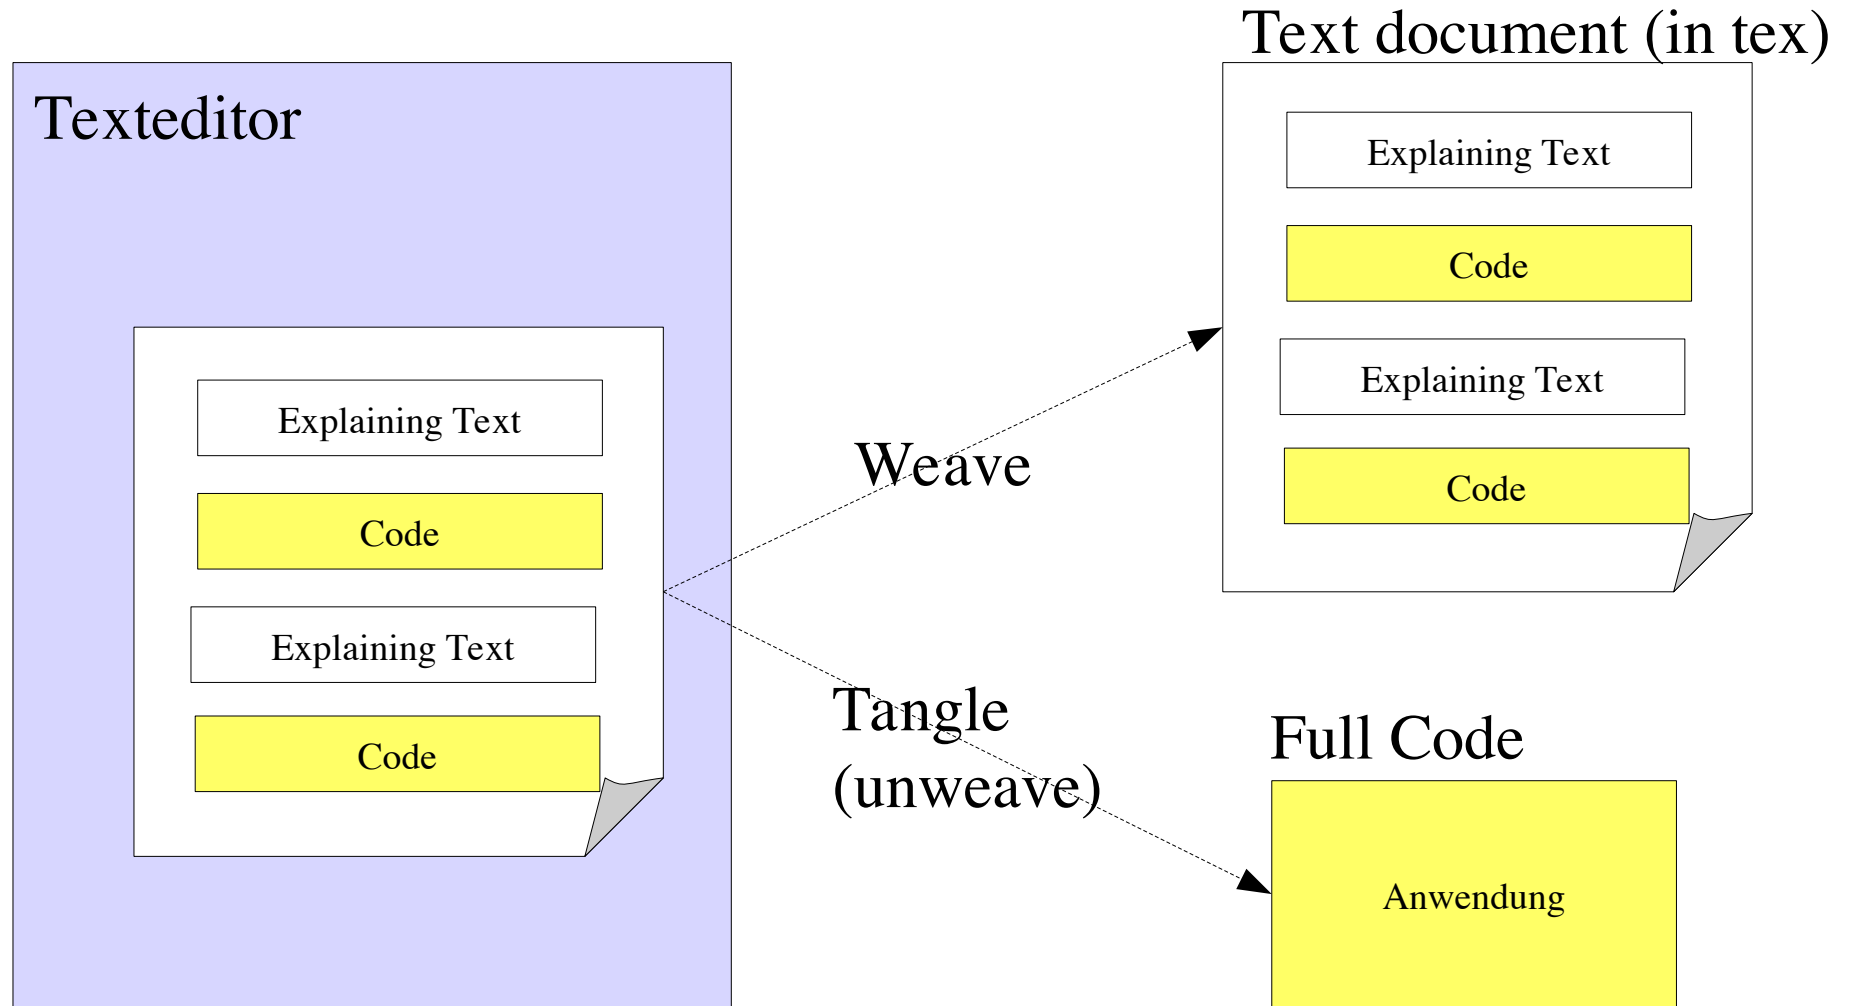 Texteditor
Explaining Text
Code
Explaining Text
Code
Weave
Tangle
(unweave)
Text document (in tex)
Explaining Text
Code
Explaining Text
Code
Full Code
Anwendung